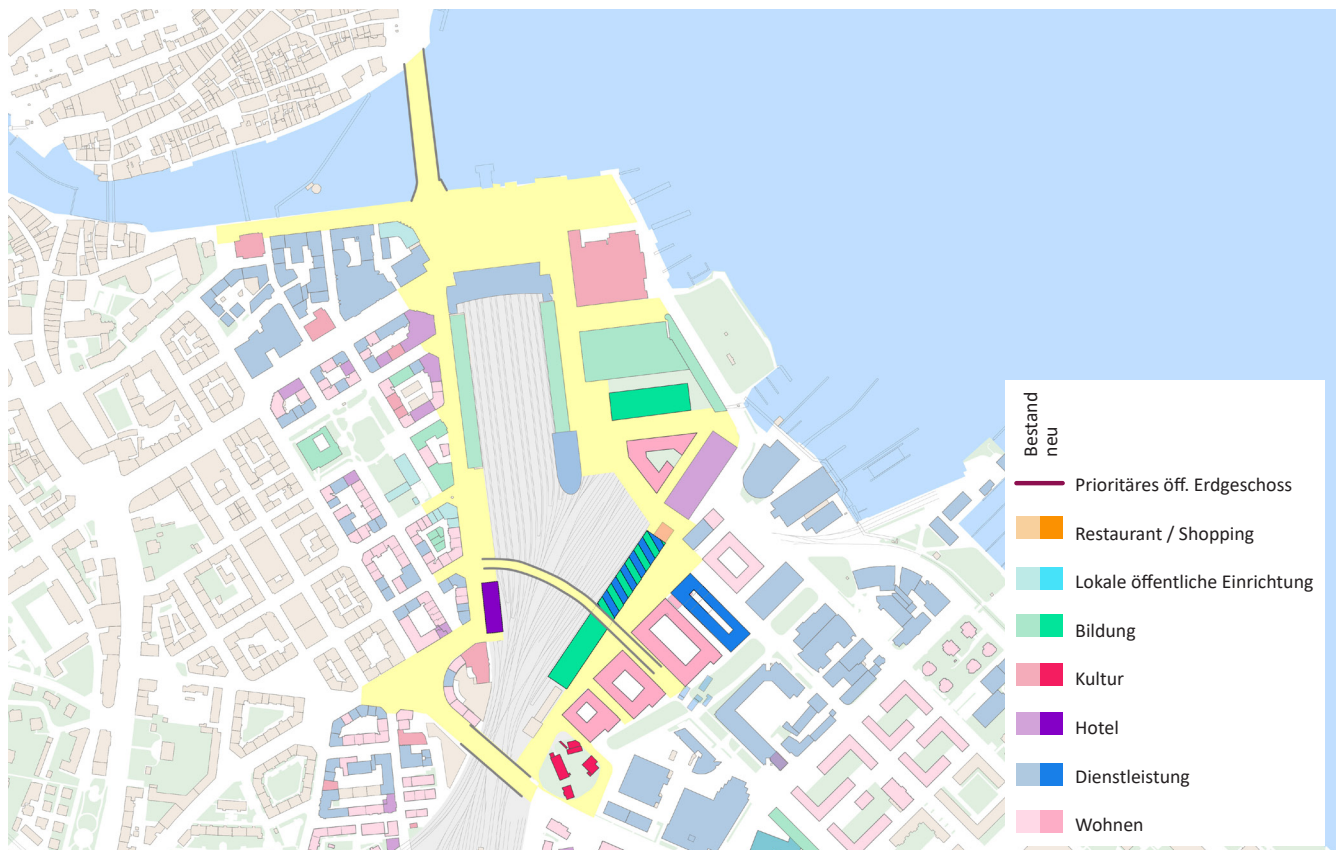 Bestand
neu
Prioritäres öff. Erdgeschoss
Restaurant / Shopping
Lokale öffentliche Einrichtung
Bildung
Kultur
Hotel
Dienstleistung
Wohnen